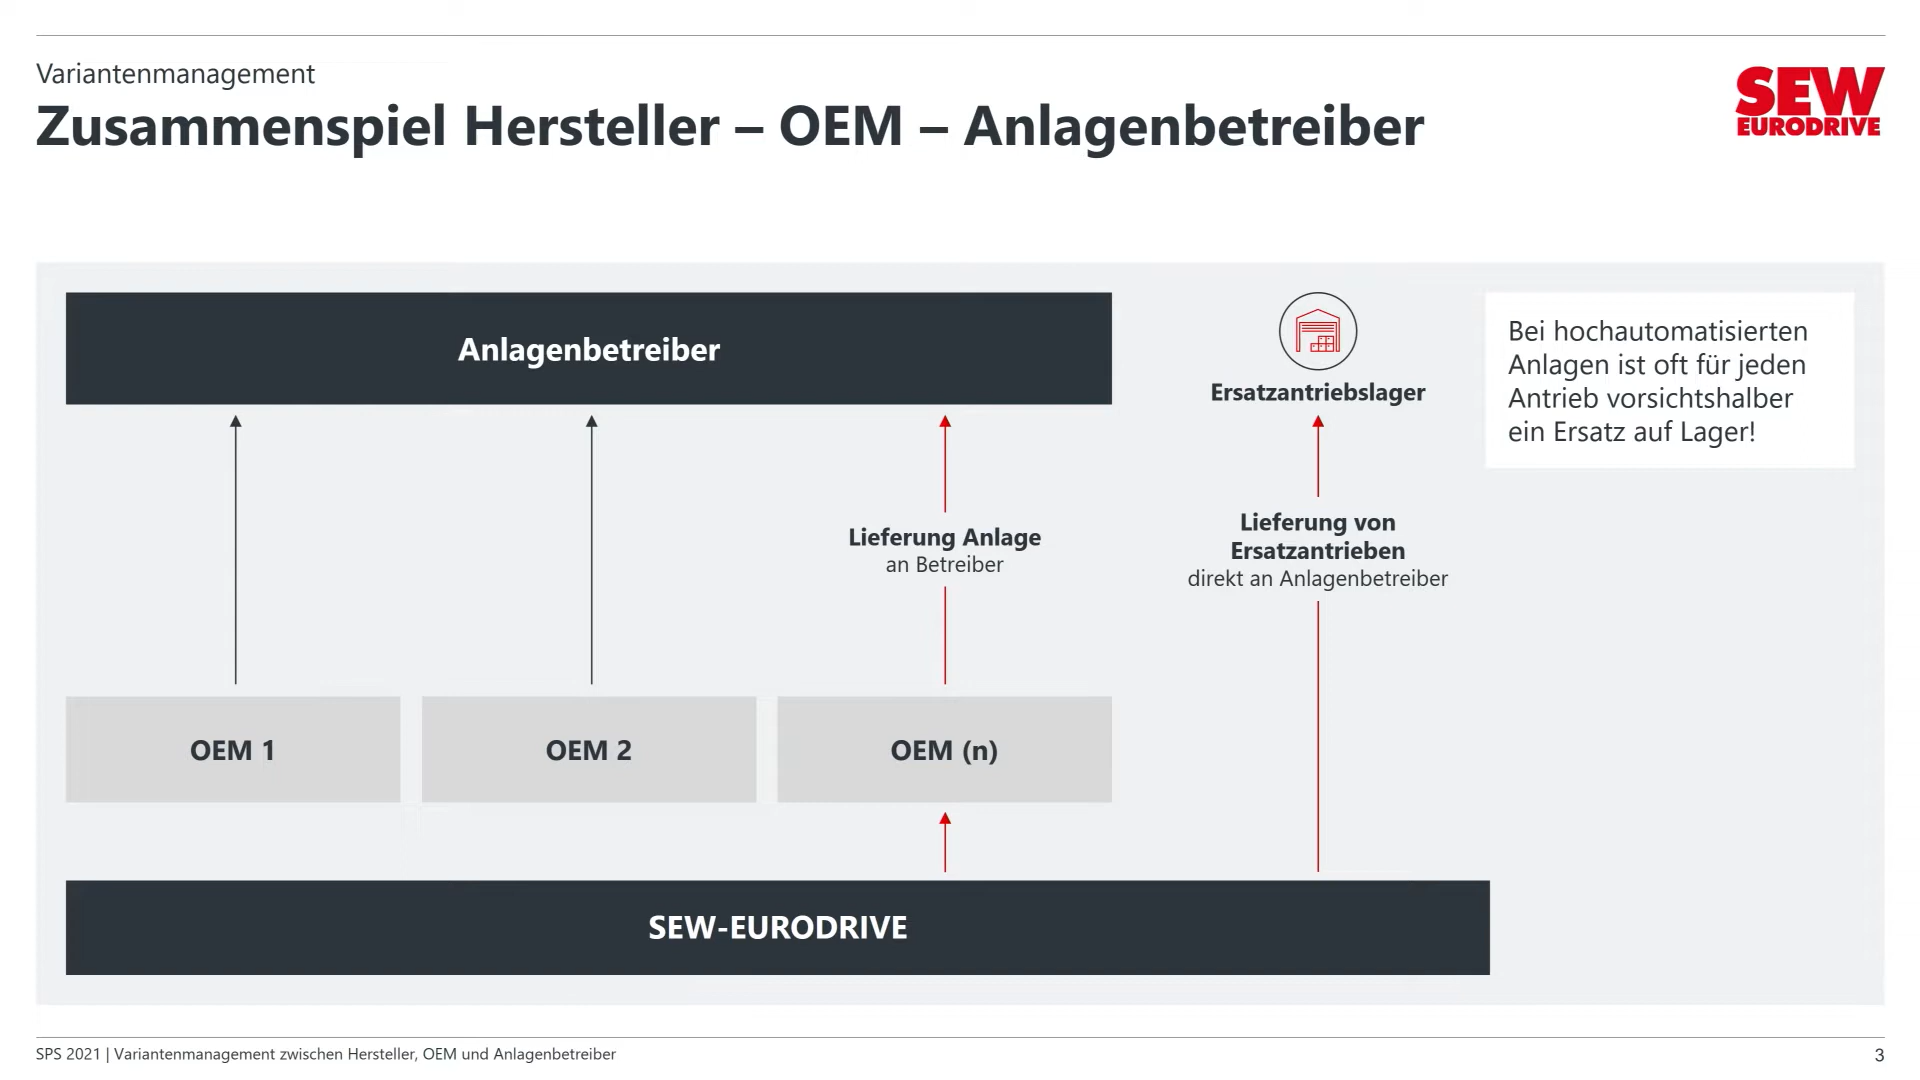 Variantenmanagement
Zusammenspiel Hersteller – OEM – Anlagenbetreiber
SEW
EURODRIVE
Anlagenbetreiber
Ersatzantriebslager
Bei hochautomatisierten
Anlagen ist oft für jeden
Antrieb vorsichtshalber
ein Ersatz auf Lager!
Lieferung Anlage
an Betreiber
Lieferung von
Ersatzantrieben
direkt an Anlagenbetreiber
OEM 1
OEM 2
OEM (n)
SEW-EURODRIVE
SPS 2021 | Variantenmanagement zwischen Hersteller, OEM und Anlagenbetreiber
3